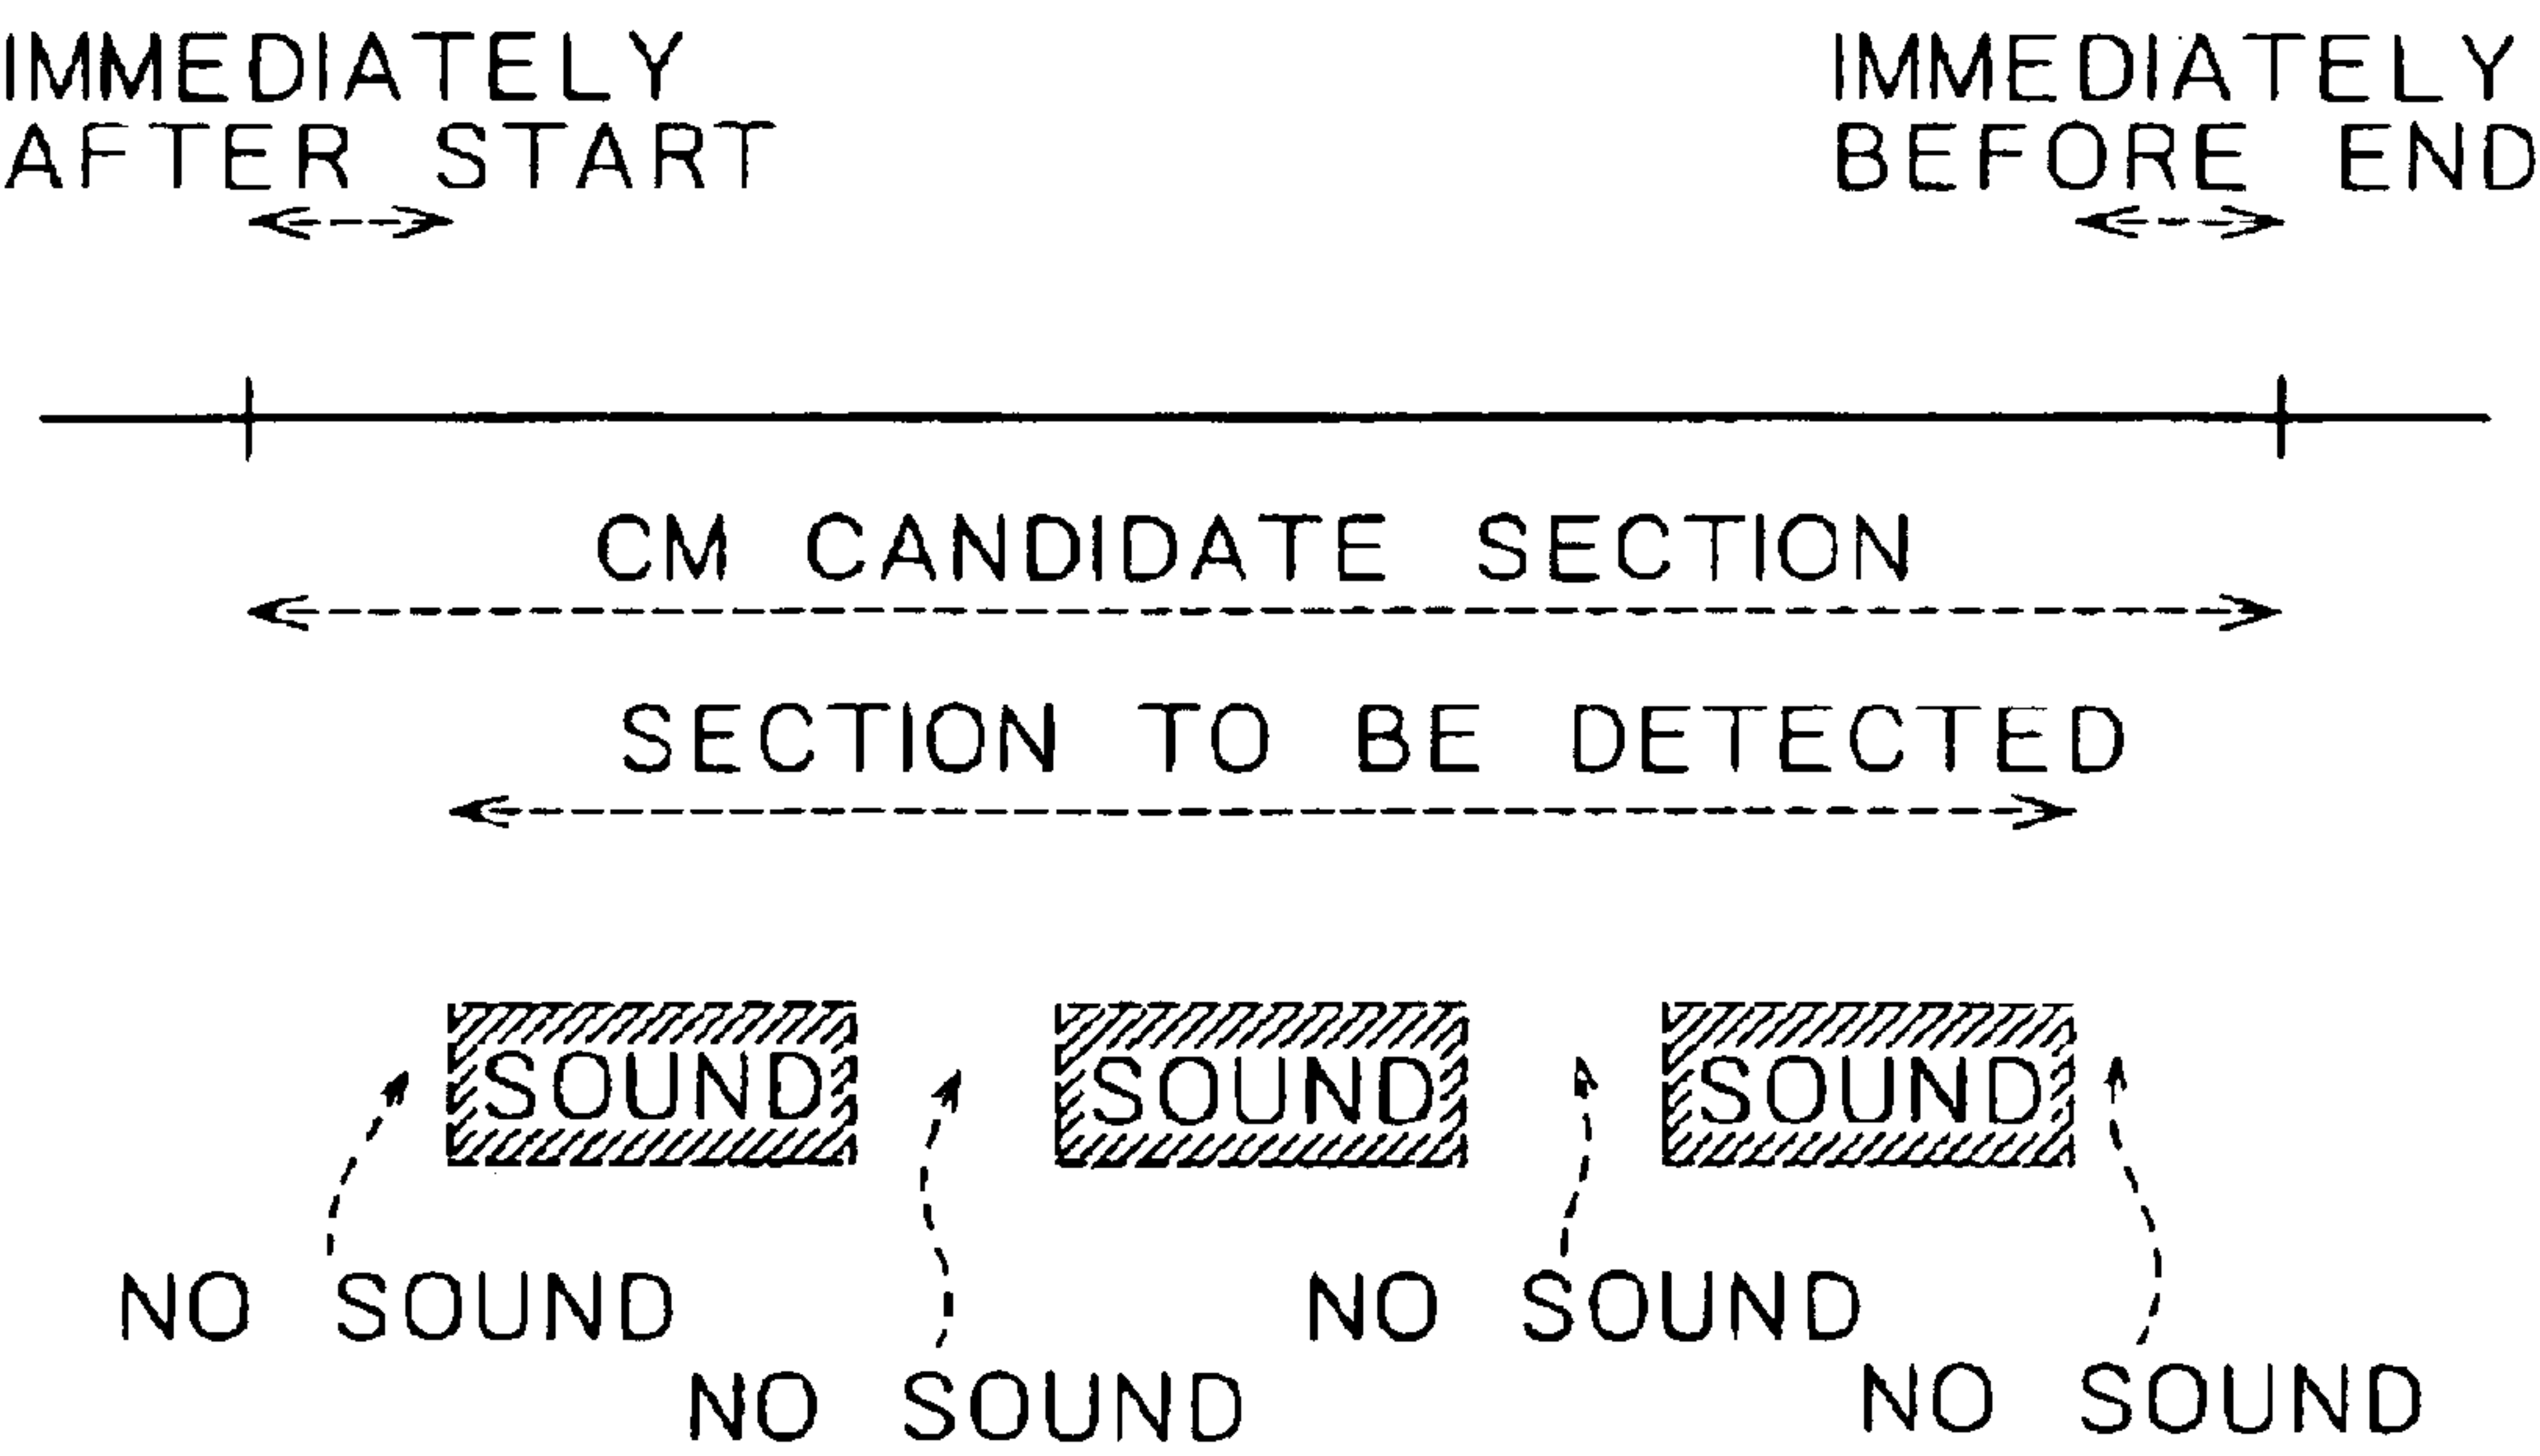 IMMEDIATELY
AFTER START
IMMEDIATELY
BEFORE END
CM CANDIDATE SECTION
SECTION TO BE DETECTED
SOUND
SOUND
SOUND
NO SOUND
NO SOUND
NO SOUND
NO SOUND